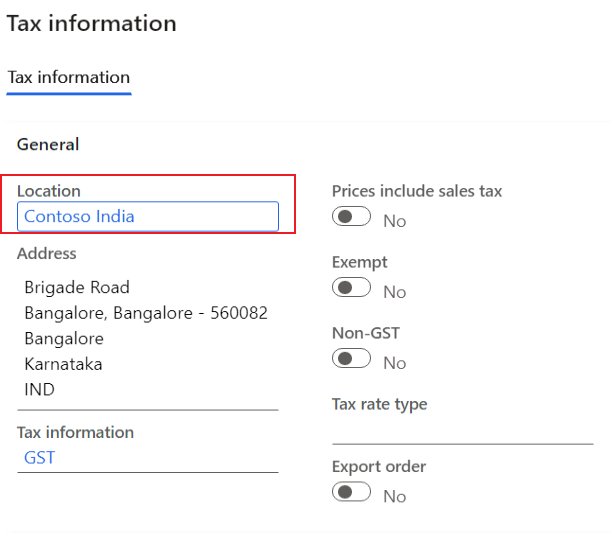 Tax information
Tax information
General
Location
Contoso India
Address
Brigade Road
Bangalore, Bangalore - 560082
Bangalore
Karnataka
IND
Tax information
GST
Prices include sales tax
No
Exempt
No
Non-GST
No
Tax rate type
Export order
No